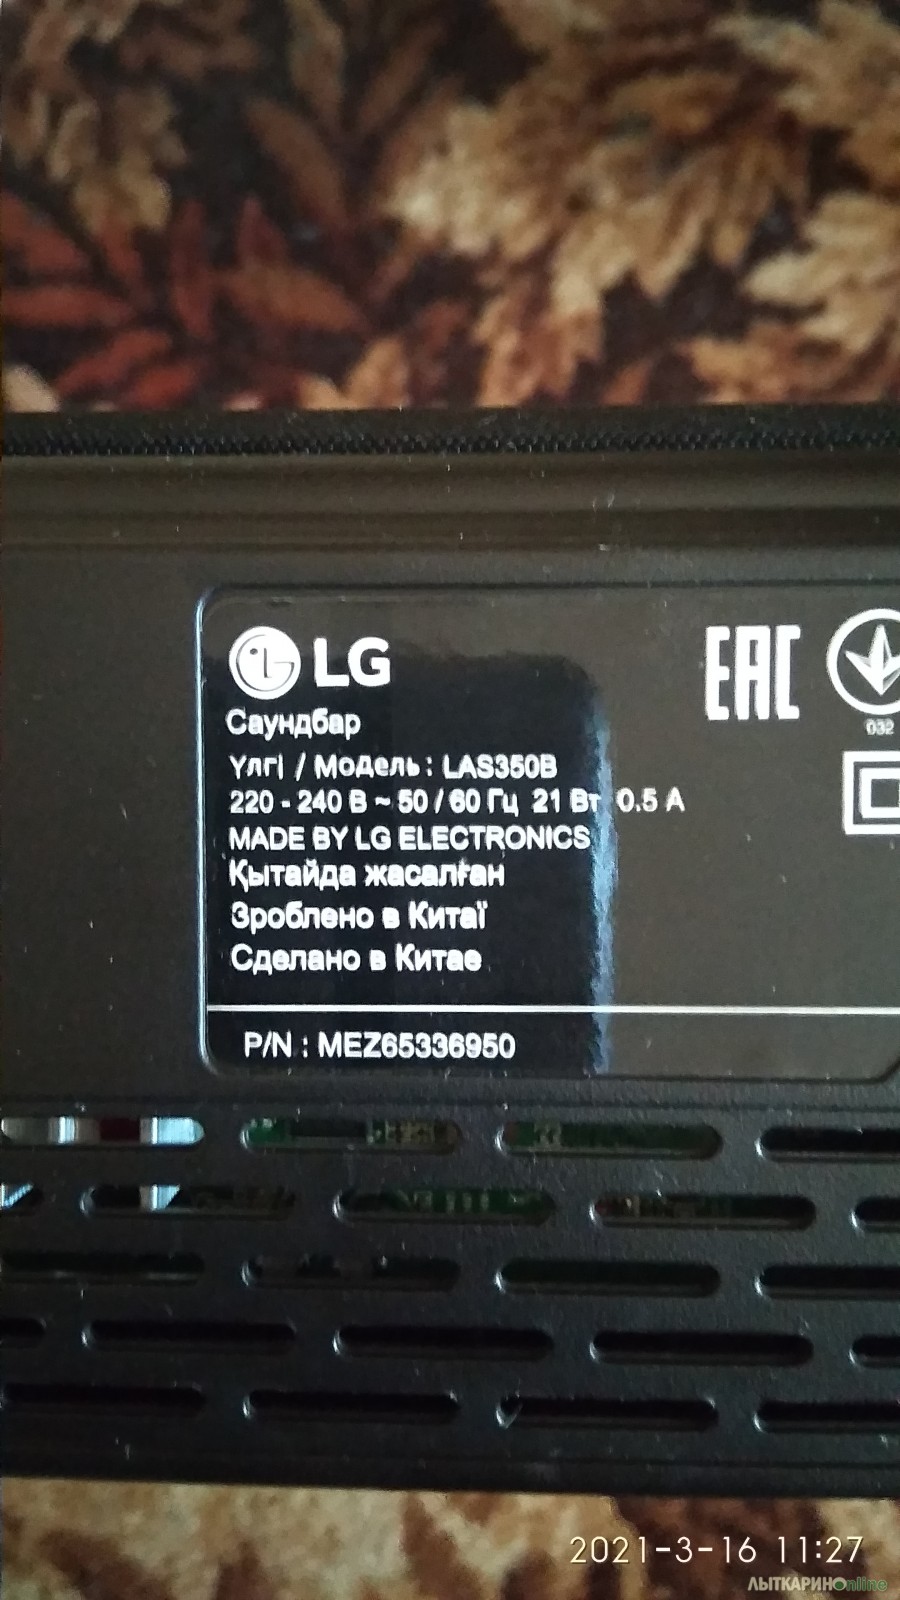 LG
EAC
032
Саундбар
Үлгі / Модель : LAS350B
220 - 240 В ~ 50 / 60 Гц 21 Вт 0.5 А
MADE BY LG ELECTRONICS
Қытайда жасалған
Зроблено в Китаї
Сделано в Китае
P/N : MEZ65336950
2021-3-16 11:27
ЛЫТКАРИНОonline